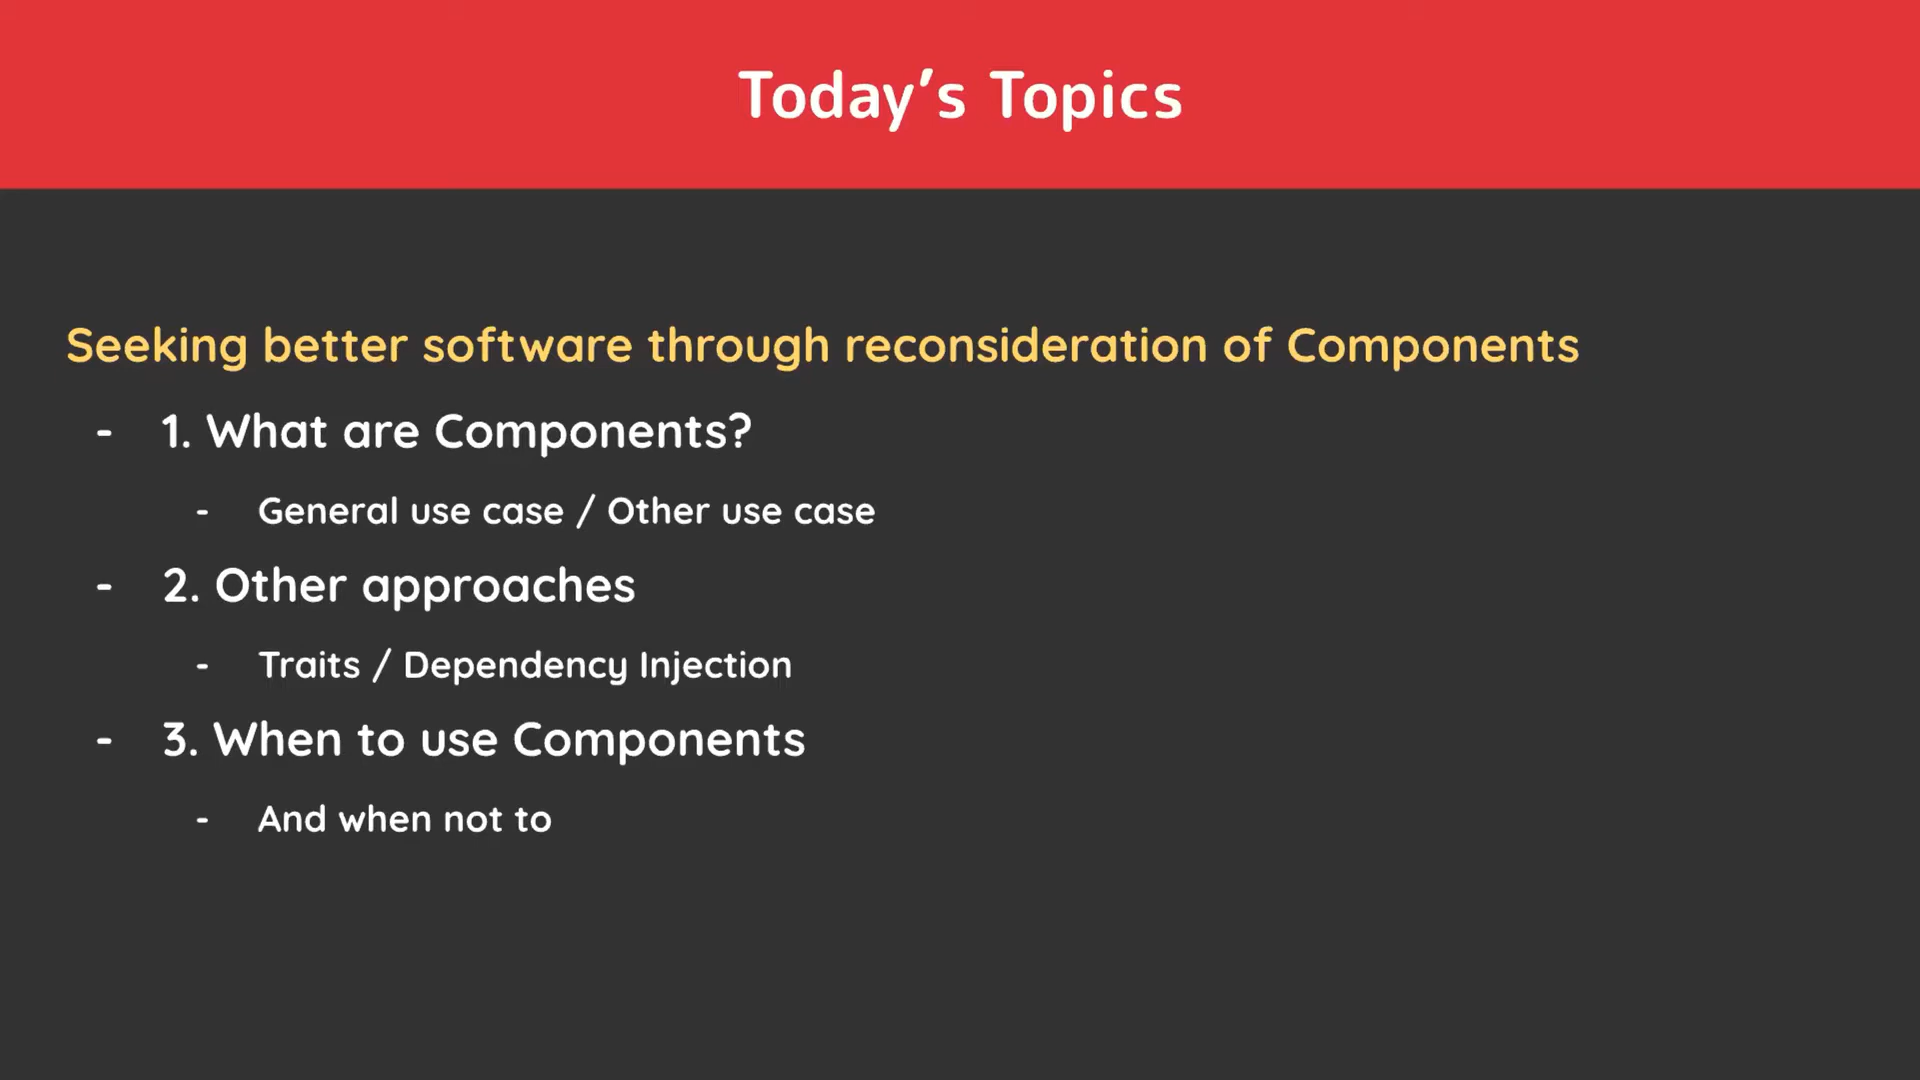 Today’s Topics
Seeking better software through reconsideration of Components
- 1. What are Components?
- General use case / Other use case
- 2. Other approaches
- Traits / Dependency Injection
- 3. When to use Components
- And when not to